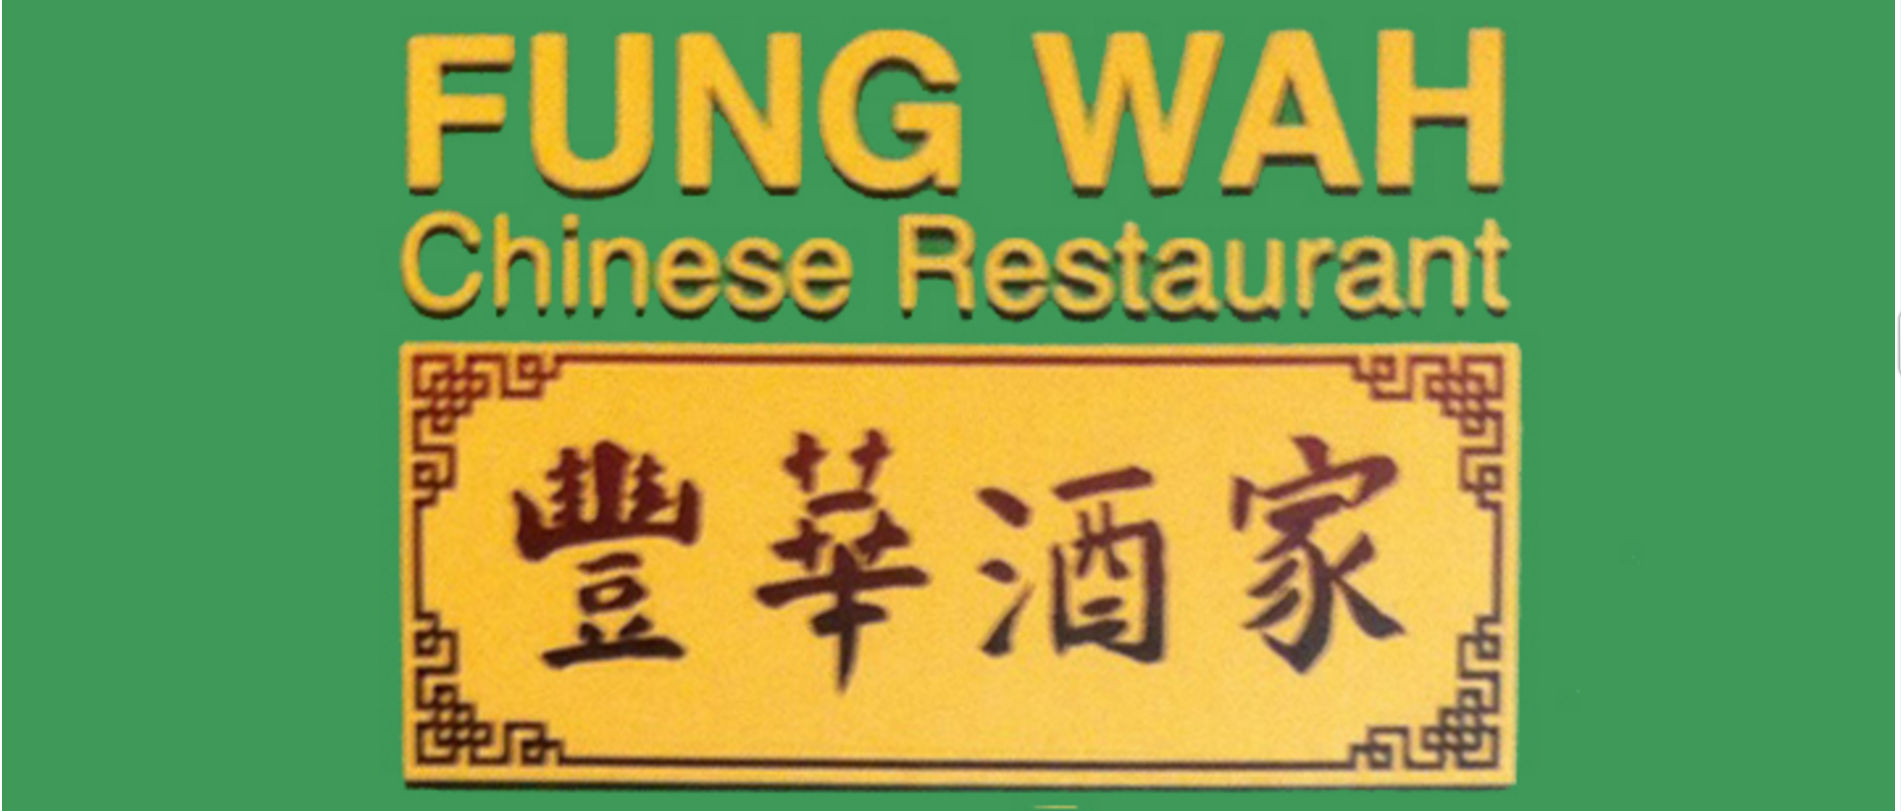 FUNG WAH
Chinese Restaurant
豐華酒家